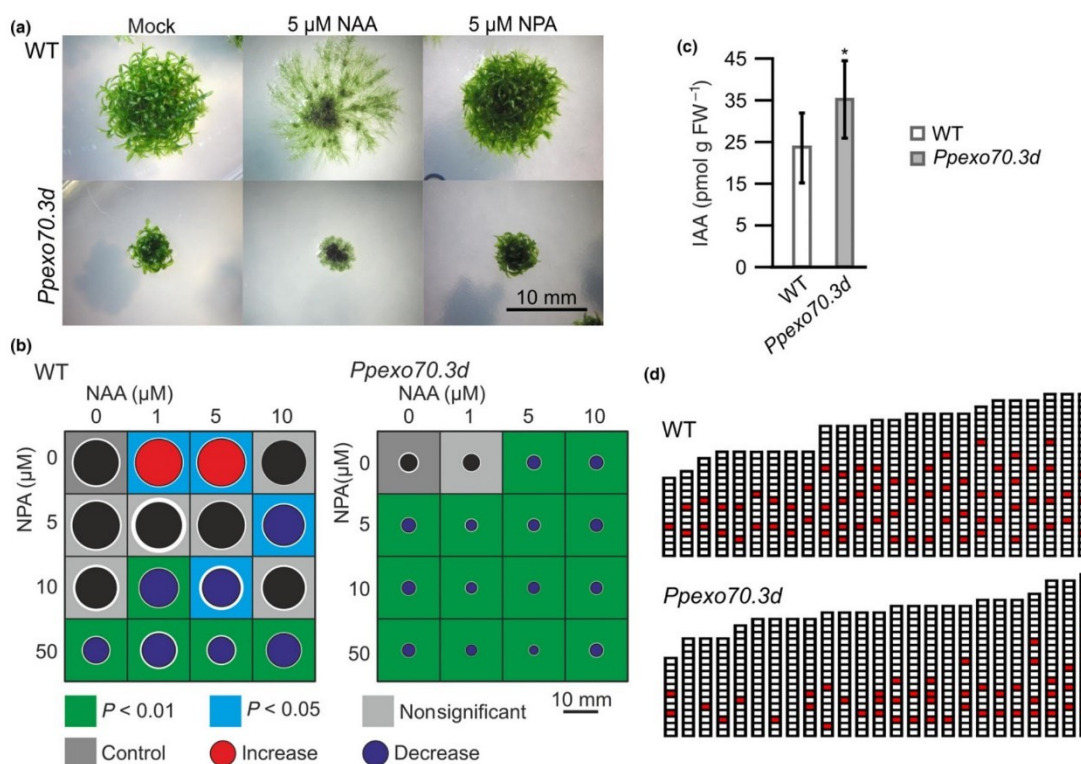 (a)
Mock 5 µM NAA 5 µM NPA
WT
Ppexo70.3d
10 mm
(b)
WT
NAA (µM)
0 1 5 10
NPA (µM)
0
5
10
50
Ppexo70.3d
NAA (µM)
0 1 5 10
NPA(µM)
0
5
10
50
P < 0.01 P < 0.05 Nonsignificant
Control Increase Decrease
10 mm
(c)
IAA (pmol g FW⁻¹)
45
35
25
15
5
0
*
WT
Ppexo70.3d
WT
Ppexo70.3d
(d)
WT
Ppexo70.3d